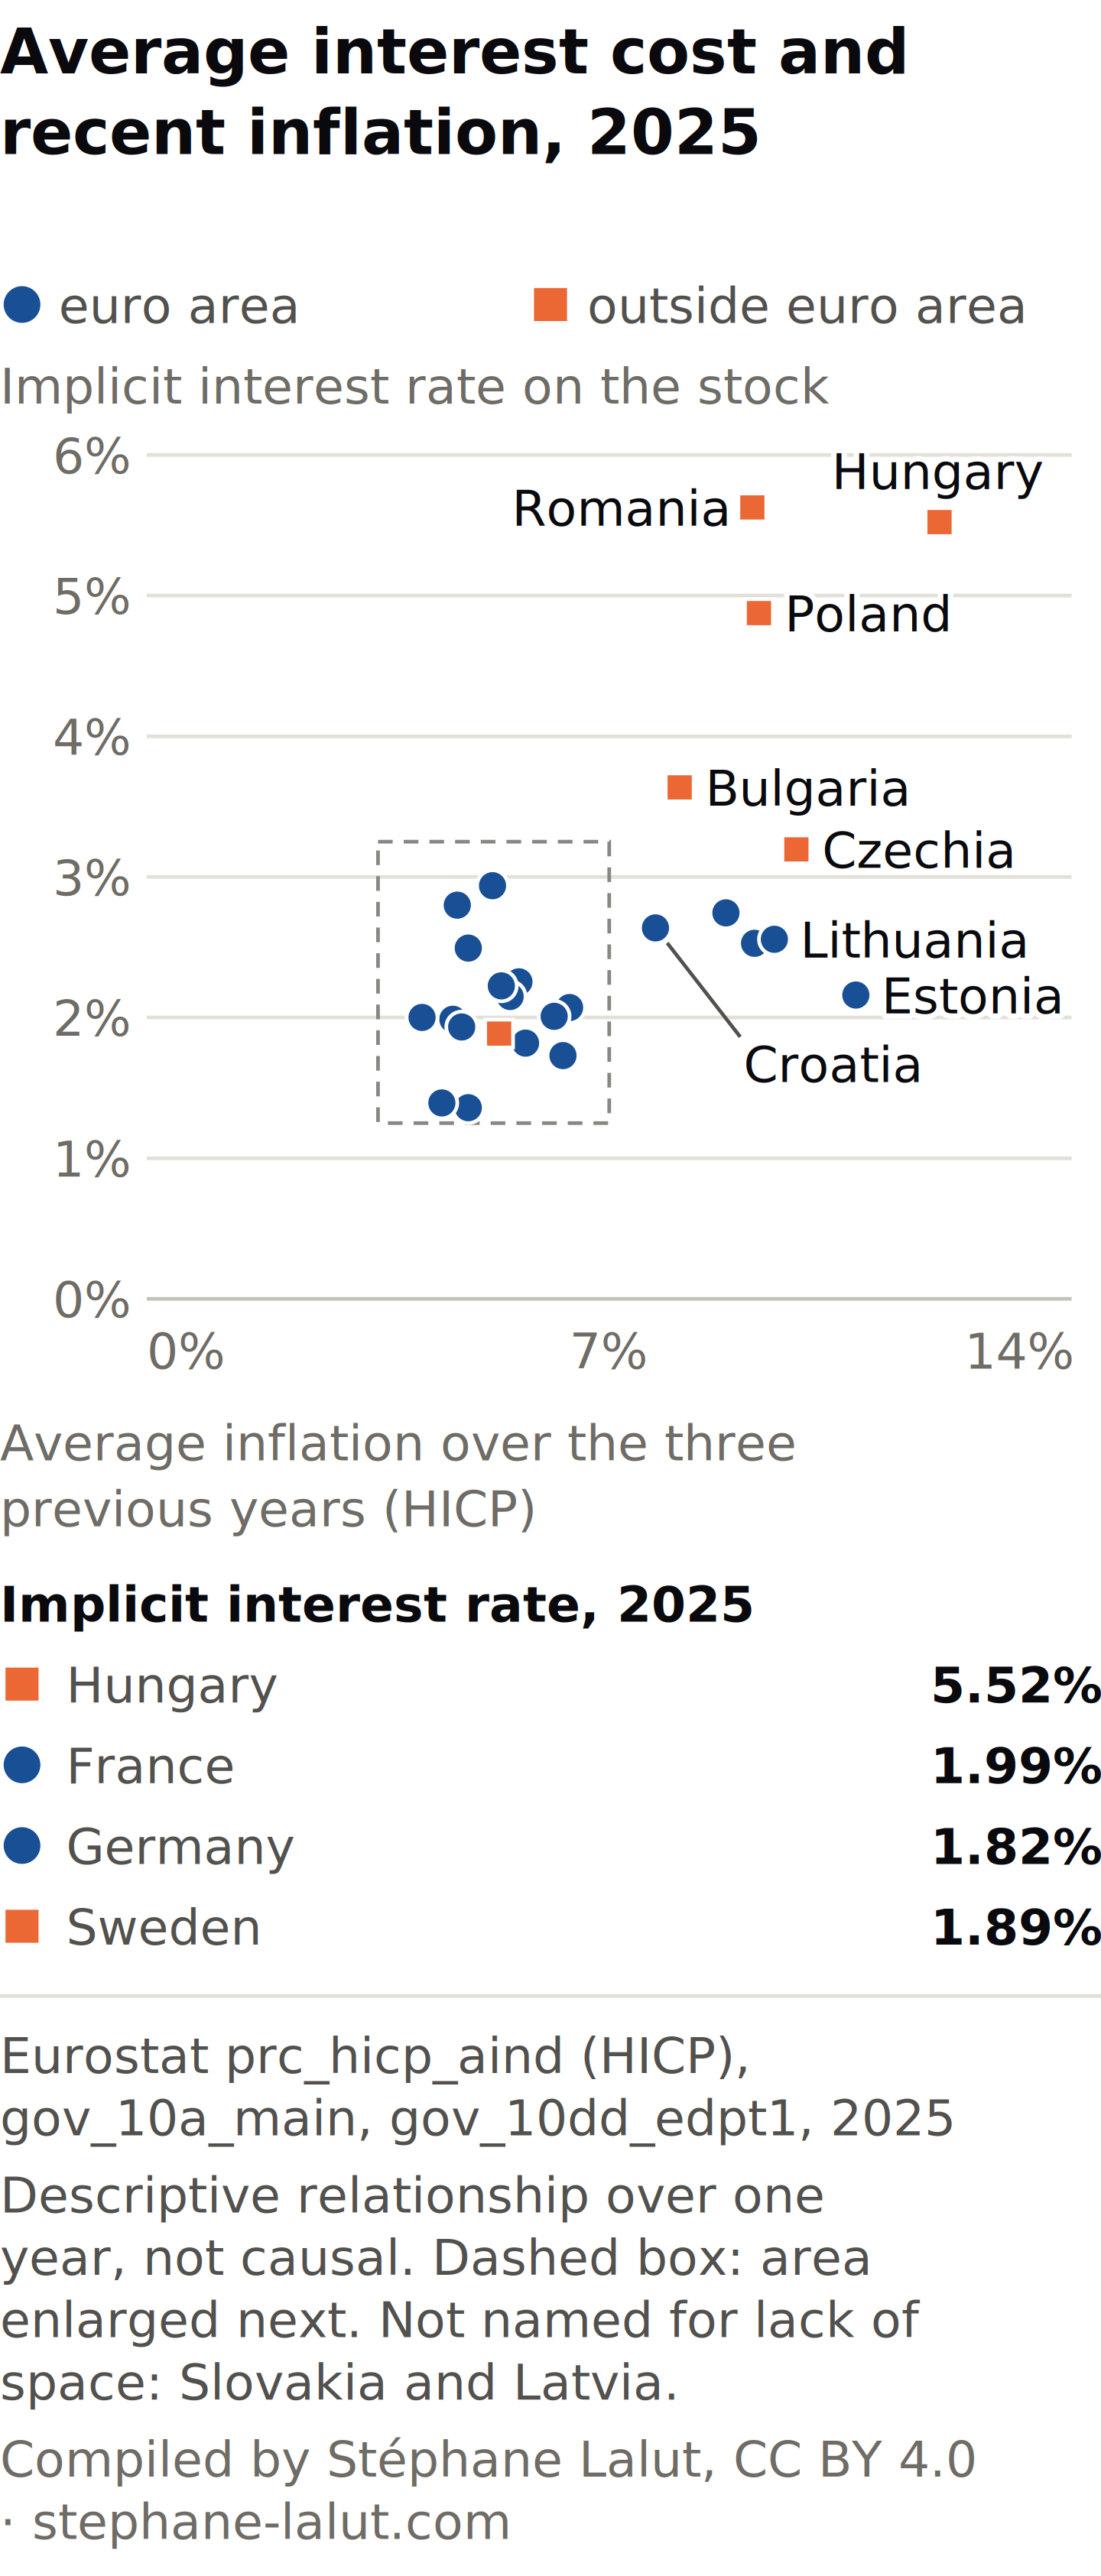 Average interest cost and
recent inflation, 2025
euro area
outside euro area
Implicit interest rate on the stock
6%
Hungary
Romania
5%
Poland
4%
Bulgaria
Czechia
3%
Lithuania
Estonia
2%
Croatia
1%
0%
0% 7% 14%
Average inflation over the three
previous years (HICP)
Implicit interest rate, 2025
Hungary 5.52%
France 1.99%
Germany 1.82%
Sweden 1.89%
Eurostat prc_hicp_aind (HICP),
gov_10a_main, gov_10dd_edpt1, 2025
Descriptive relationship over one
year, not causal. Dashed box: area
enlarged next. Not named for lack of
space: Slovakia and Latvia.
Compiled by Stéphane Lalut, CC BY 4.0
· stephane-lalut.com